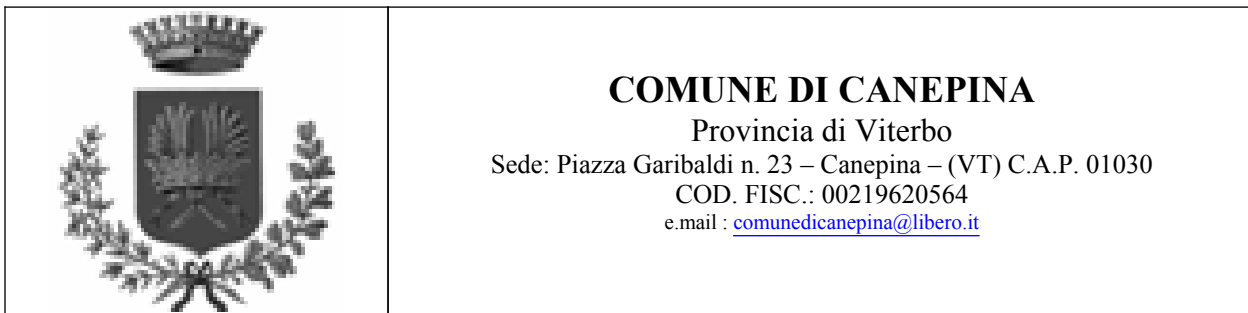 COMUNE DI CANEPINA
Provincia di Viterbo
Sede: Piazza Garibaldi n. 23 – Canepina – (VT) C.A.P. 01030
COD. FISC.: 00219620564
e.mail : comunedicanepina@libero.it